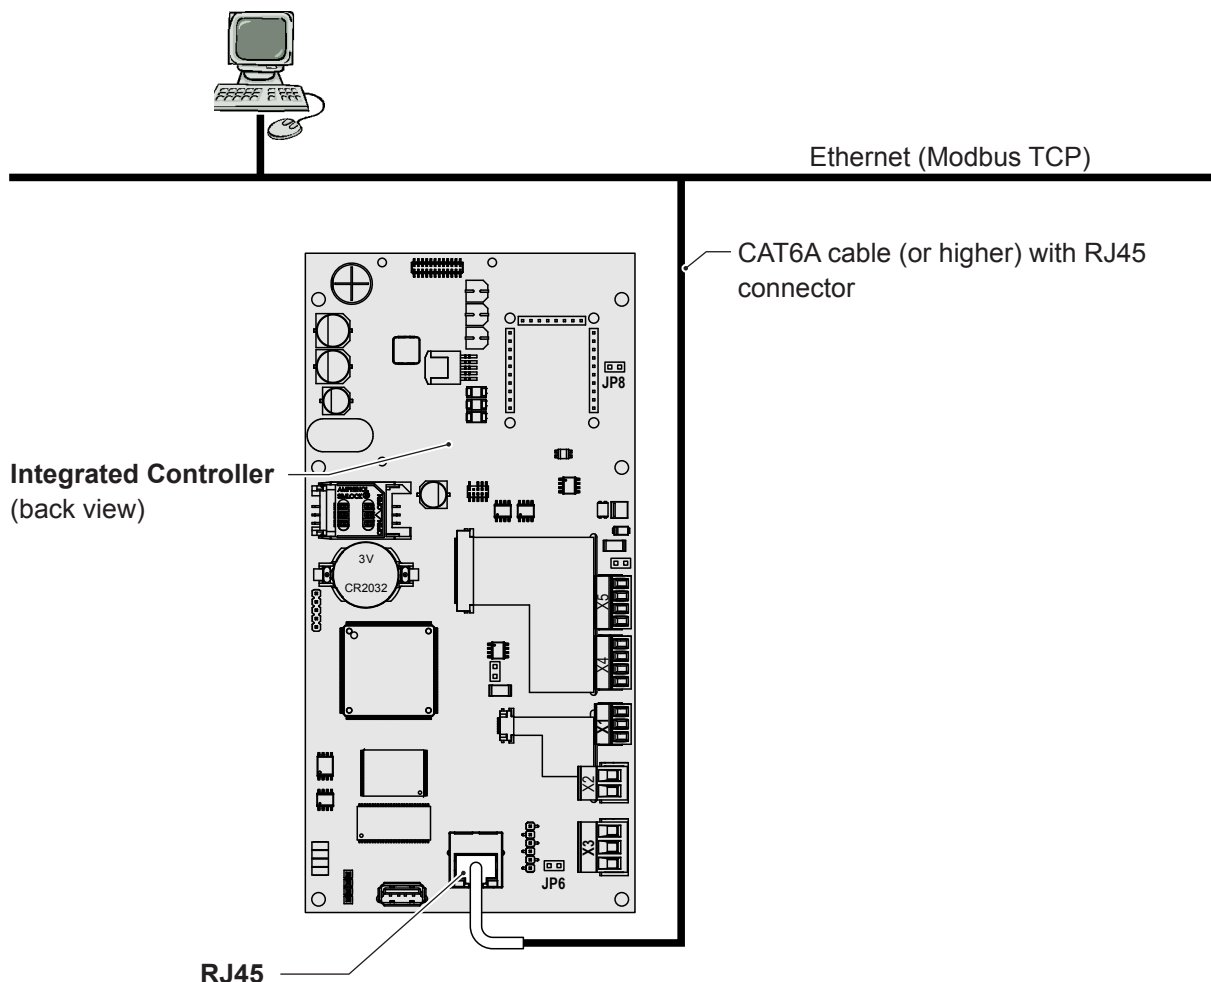 Ethernet (Modbus TCP)
CAT6A cable (or higher) with RJ45
connector
JP8
Integrated Controller
(back view)
3V
CR2032
X5
X4
X1
X2
X3
JP6
RJ45